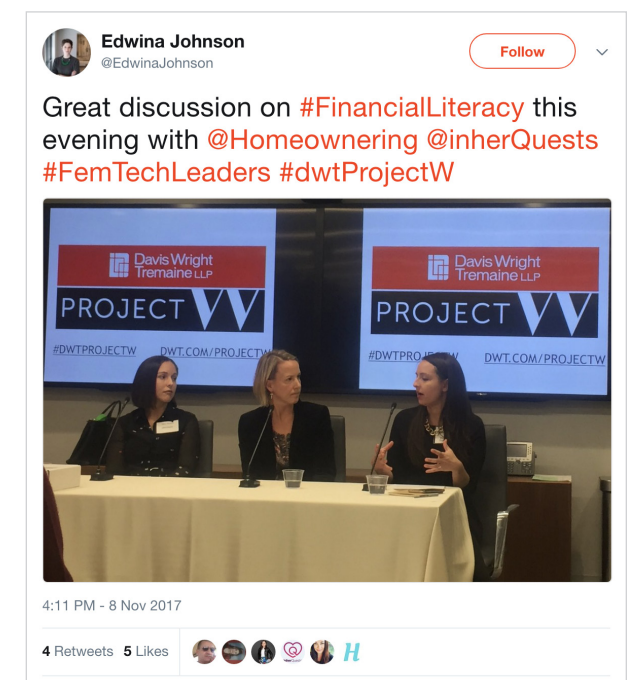 Edwina Johnson
@EdwinaJohnson
Follow
Great discussion on #FinancialLiteracy this
evening with @Homeownering @inherQuests
#FemTechLeaders #dwtProjectW
Davis Wright
Tremaine LLP
PROJECT W
#DWTPROJECTW DWT.COM/PROJECTW
Davis Wright
Tremaine LLP
PROJECT W
#DWTPRO W DWT.COM/PROJECTW
4:11 PM - 8 Nov 2017
4 Retweets 5 Likes
H